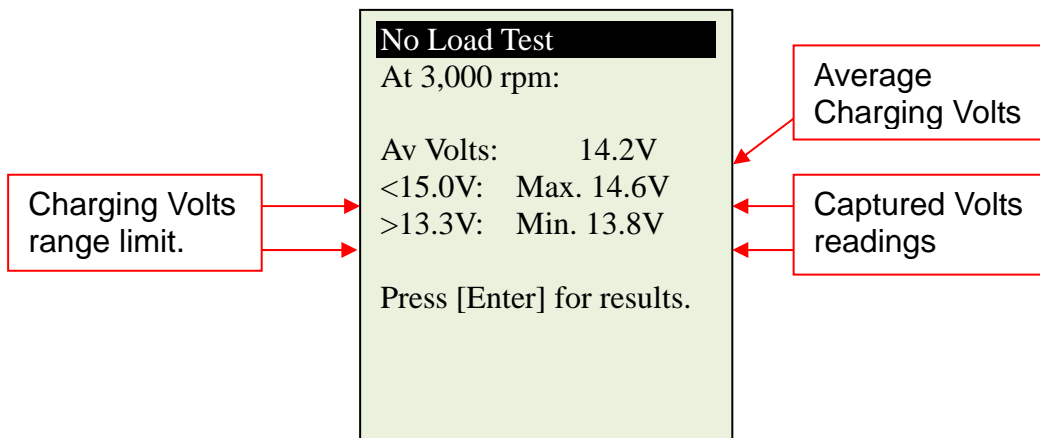 No Load Test
At 3,000 rpm:
Av Volts: 14.2V
<15.0V: Max. 14.6V
>13.3V: Min. 13.8V
Press [Enter] for results.
Charging Volts
range limit.
Average
Charging Volts
Captured Volts
readings